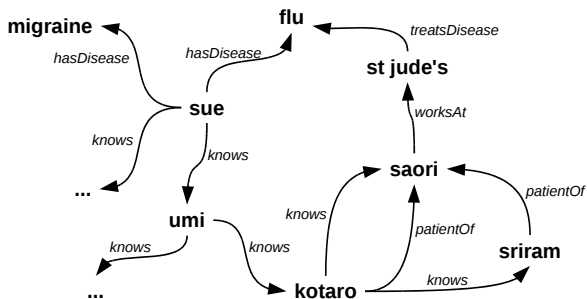 migraine
flu
treatsDisease
hasDisease
hasDisease
st jude's
sue
worksAt
knows
knows
saori
...
patientOf
knows
umi
patientOf
knows
knows
sriram
knows
...
kotaro